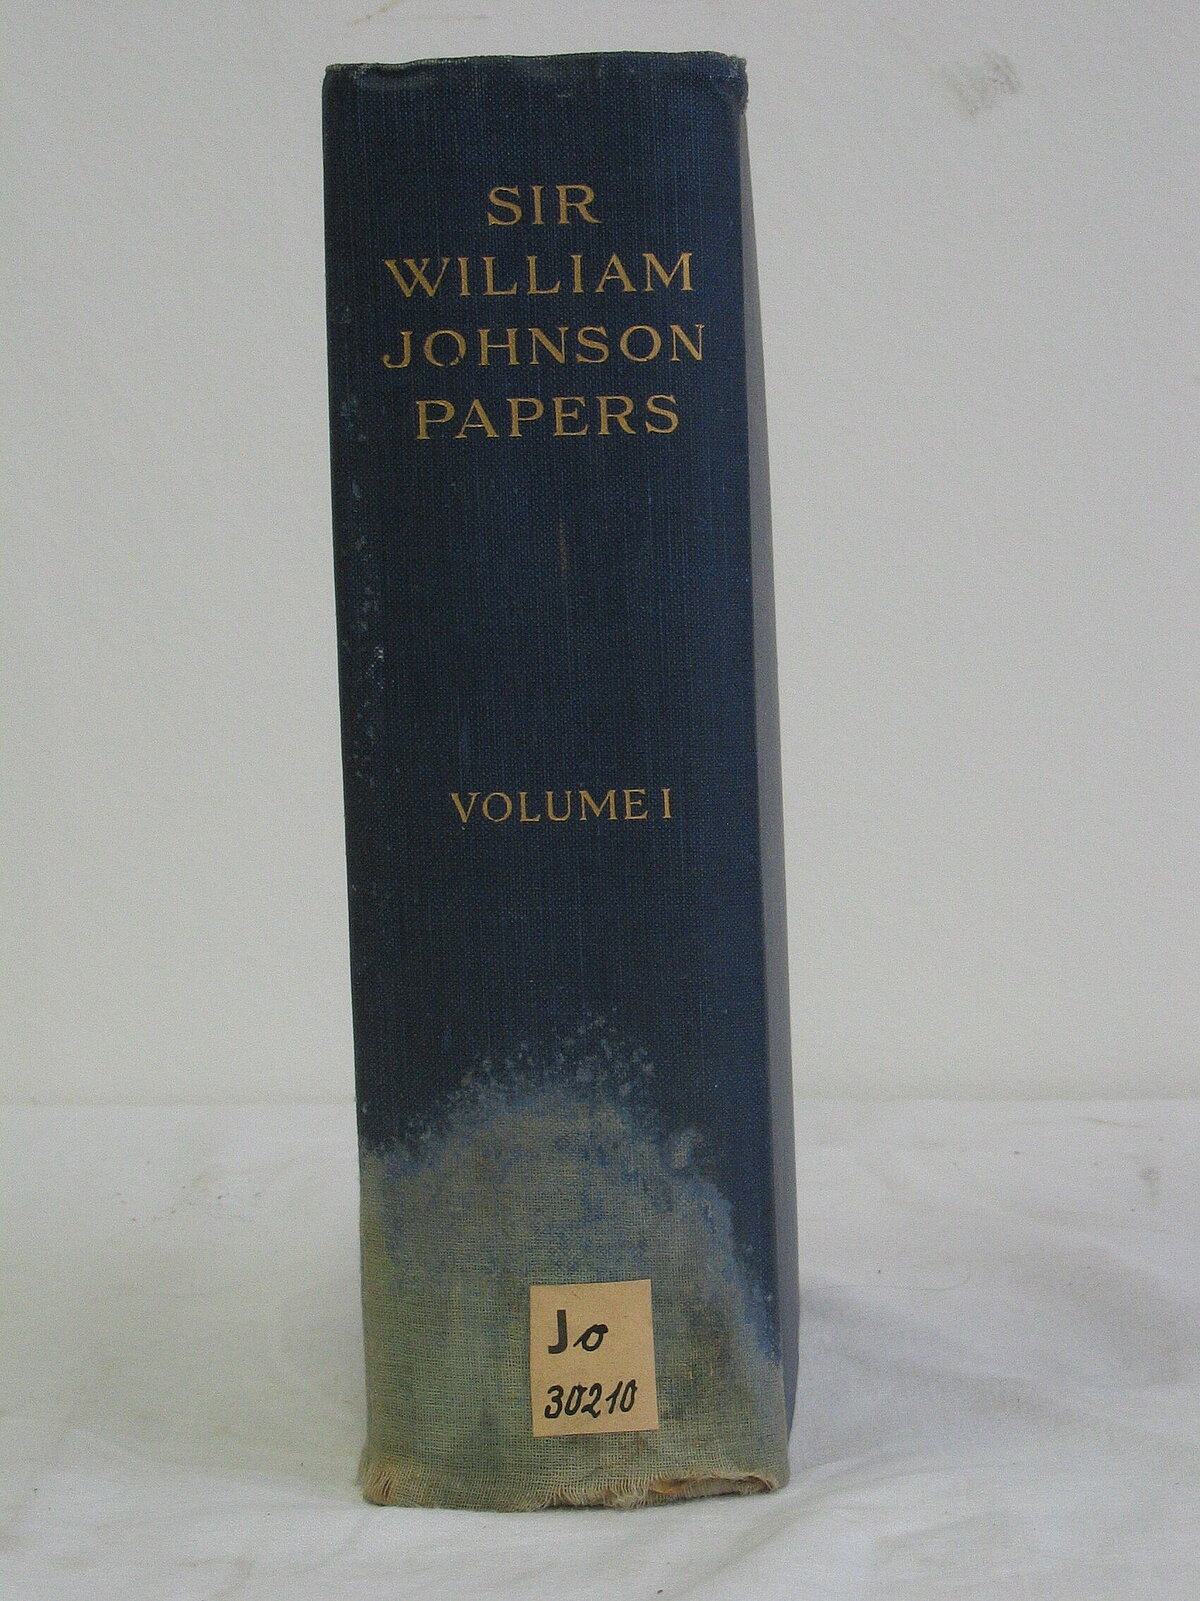 SIR
WILLIAM
JOHNSON
PAPERS
VOLUME I
Jo
30210